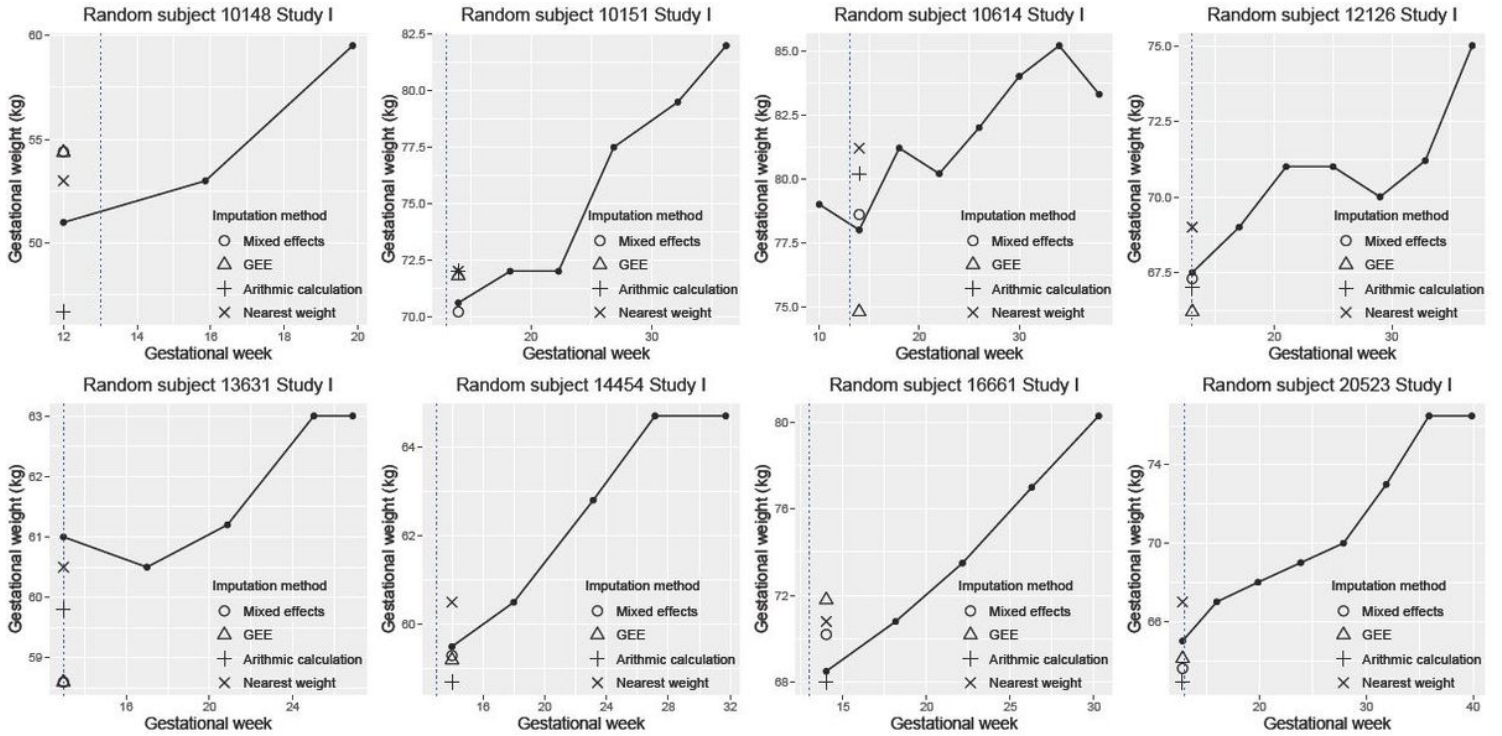 Random subject 10148 Study I
Gestational weight (kg)
60
55
50
12
14
16
18
20
Gestational week
Imputation method
Mixed effects
GEE
Arithmic calculation
Nearest weight
Random subject 10151 Study I
Gestational weight (kg)
82.5
80.0
77.5
75.0
72.5
70.0
20
30
Gestational week
Imputation method
Mixed effects
GEE
Arithmic calculation
Nearest weight
Random subject 10614 Study I
Gestational weight (kg)
85.0
82.5
80.0
77.5
75.0
10
20
30
Gestational week
Imputation method
Mixed effects
GEE
Arithmic calculation
Nearest weight
Random subject 12126 Study I
Gestational weight (kg)
75.0
72.5
70.0
67.5
20
30
Gestational week
Imputation method
Mixed effects
GEE
Arithmic calculation
Nearest weight
Random subject 13631 Study I
Gestational weight (kg)
63
62
61
60
59
16
20
24
Gestational week
Imputation method
Mixed effects
GEE
Arithmic calculation
Nearest weight
Random subject 14454 Study I
Gestational weight (kg)
64
62
60
16
20
24
28
32
Gestational week
Imputation method
Mixed effects
GEE
Arithmic calculation
Nearest weight
Random subject 16661 Study I
Gestational weight (kg)
80
76
72
68
15
20
25
30
Gestational week
Imputation method
Mixed effects
GEE
Arithmic calculation
Nearest weight
Random subject 20523 Study I
Gestational weight (kg)
74
70
66
20
30
40
Gestational week
Imputation method
Mixed effects
GEE
Arithmic calculation
Nearest weight